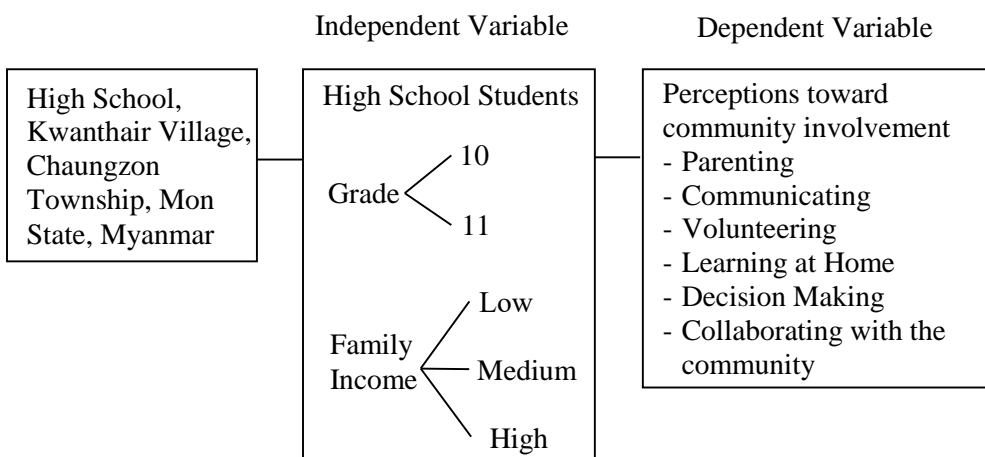 Independent Variable
Dependent Variable
High School,
Kwanthair Village,
Chaungzon
Township, Mon
State, Myanmar
High School Students
Grade
10
11
Family
Income
Low
Medium
High
Perceptions toward
community involvement
- Parenting
- Communicating
- Volunteering
- Learning at Home
- Decision Making
- Collaborating with the
community